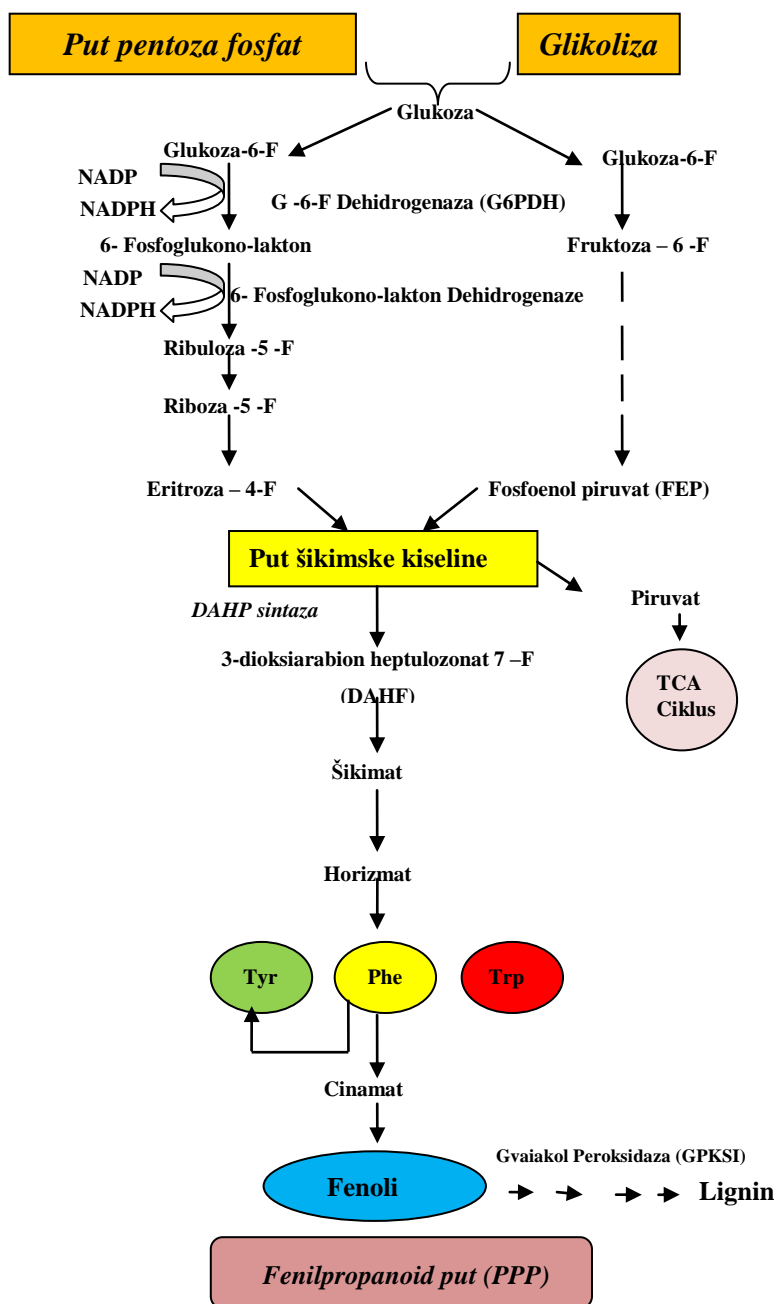 Put pentoza fosfat
Glikoliza
Glukoza
Glukoza-6-F
Glukoza-6-F
NADP
NADPH
G -6-F Dehidrogenaza (G6PDH)
6- Fosfoglukono-lakton
Fruktoza – 6 -F
NADP
NADPH
6- Fosfoglukono-lakton Dehidrogenaze
Ribuloza -5 -F
Riboza -5 -F
Eritroza – 4-F
Fosfoenol piruvat (FEP)
Put šikimske kiseline
DAHP sintaza
Piruvat
3-dioksiarabion heptulozonat 7 –F
(DAHF)
TCA
Ciklus
Šikimat
Horizmat
Tyr
Phe
Trp
Cinamat
Gvaiakol Peroksidaza (GPKSI)
Fenoli
Lignin
Fenilpropanoid put (PPP)